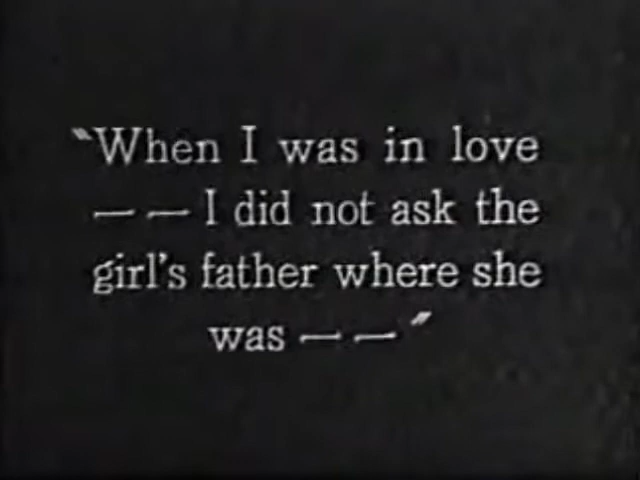 "When I was in love
— — I did not ask the
girl's father where she
was — — "